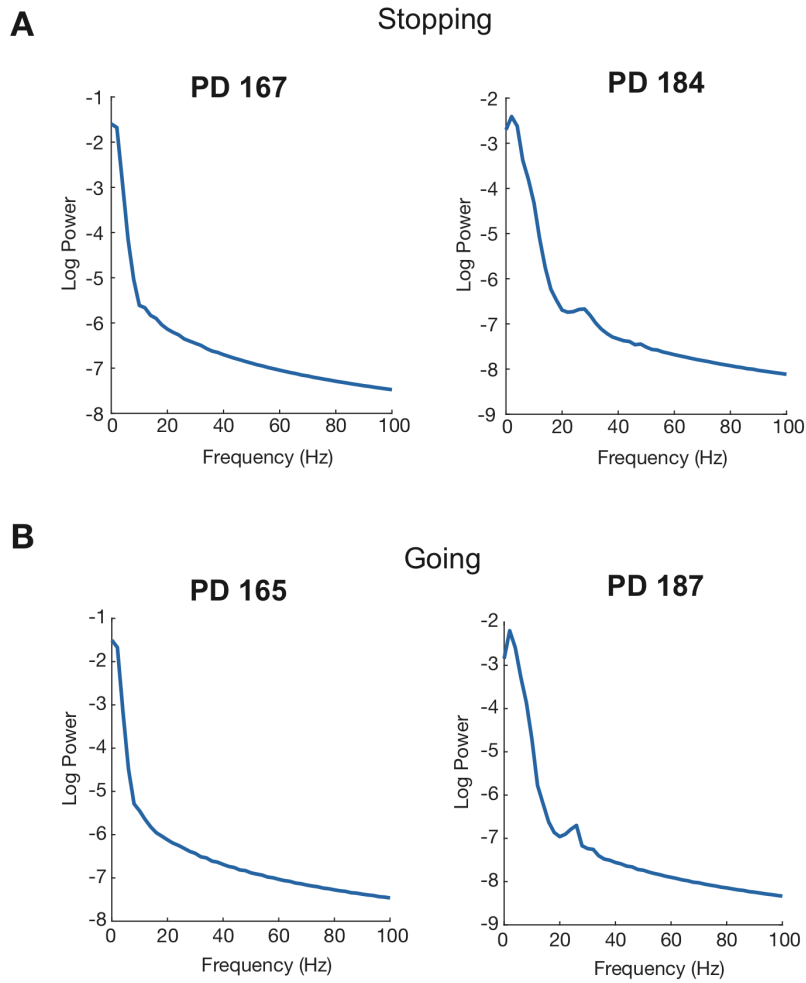 A
Stopping
PD 167
-1
-2
-3
-4
-5
-6
-7
-8
Log Power
0 20 40 60 80 100
Frequency (Hz)
PD 184
-2
-3
-4
-5
-6
-7
-8
-9
Log Power
0 20 40 60 80 100
Frequency (Hz)
B
Going
PD 165
-1
-2
-3
-4
-5
-6
-7
-8
Log Power
0 20 40 60 80 100
Frequency (Hz)
PD 187
-2
-3
-4
-5
-6
-7
-8
-9
Log Power
0 20 40 60 80 100
Frequency (Hz)